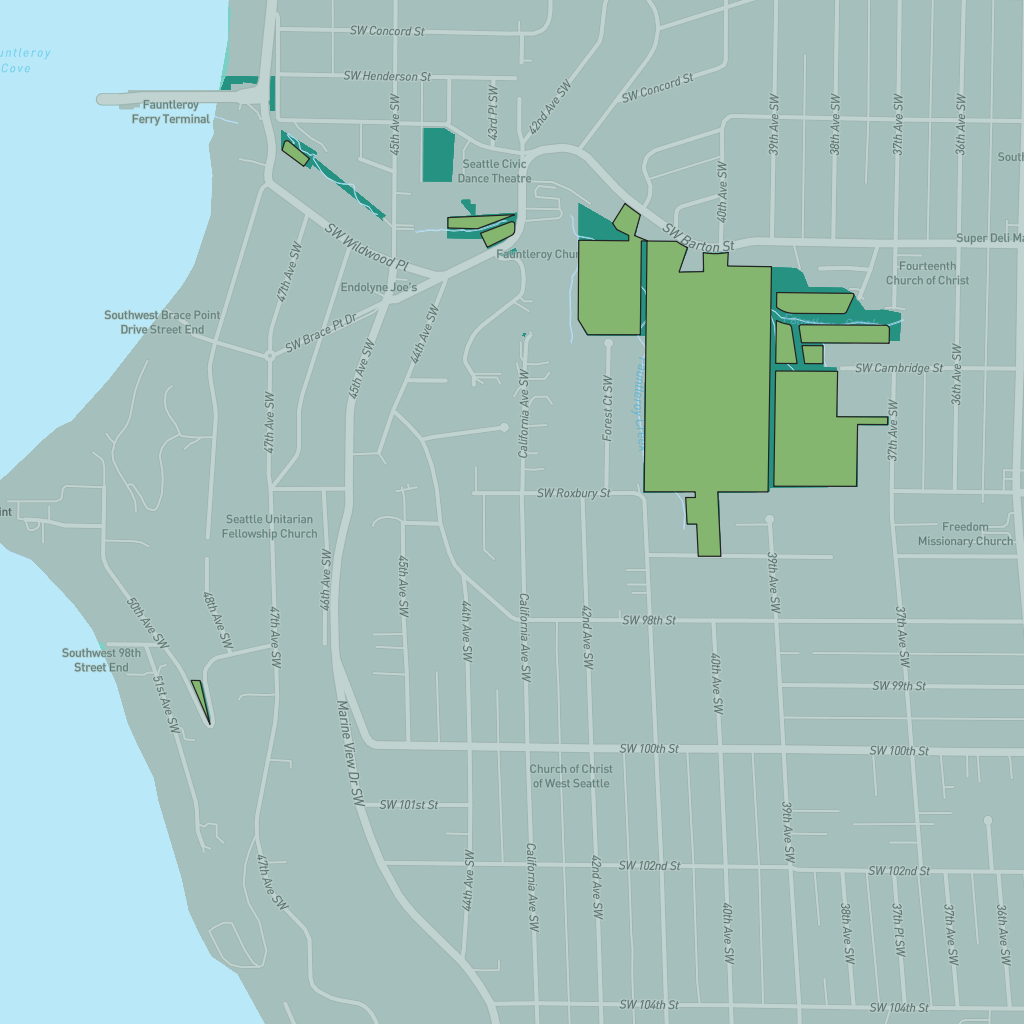 SW Concord St
SW Henderson St
Cove
SW Concord St
Fauntleroy
Ferry Terminal
45th Ave SW
43rd Pl SW
42nd Ave SW
39th Ave SW
38th Ave SW
37th Ave SW
36th Ave SW
Seattle Civic
Dance Theatre
40th Ave SW
SW Barton St
Super Deli Ma
SW Wildwood Pl
Fauntleroy Chur
47th Ave SW
Endolyne Joe's
Fourteenth
Church of Christ
Southwest Brace Point
Drive Street End
SW Brace Pt Dr
44th Ave SW
45th Ave SW
SW Cambridge St
36th Ave SW
California Ave SW
Forest Ct SW
47th Ave SW
37th Ave SW
SW Roxbury St
Seattle Unitarian
Fellowship Church
Freedom
Missionary Church
46th Ave SW
45th Ave SW
39th Ave SW
50th Ave SW
48th Ave SW
47th Ave SW
44th Ave SW
California Ave SW
42nd Ave SW
SW 98th St
37th Ave SW
Southwest 98th
Street End
51st Ave SW
40th Ave SW
SW 99th St
Marine View Dr SW
SW 100th St
SW 100th St
Church of Christ
of West Seattle
SW 101st St
39th Ave SW
47th Ave SW
44th Ave SW
California Ave SW
42nd Ave SW
SW 102nd St
SW 102nd St
40th Ave SW
38th Ave SW
37th Pl SW
37th Ave SW
36th Ave SW
SW 104th St
SW 104th St